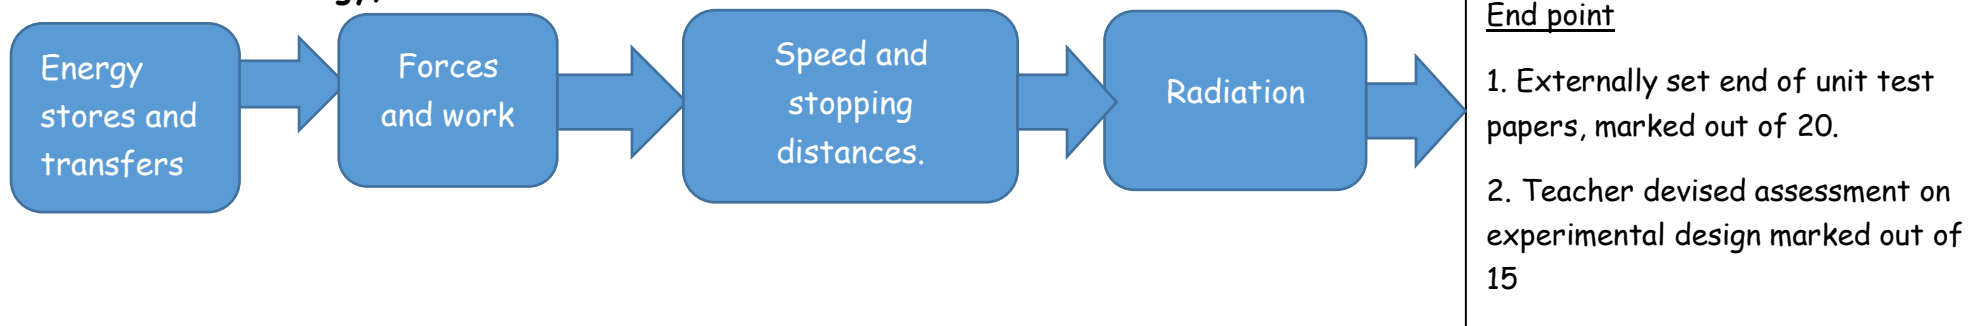 Energy
stores and
transfers
Forces
and work
Speed and
stopping
distances.
Radiation
End point
1. Externally set end of unit test
papers, marked out of 20.
2. Teacher devised assessment on
experimental design marked out of
15